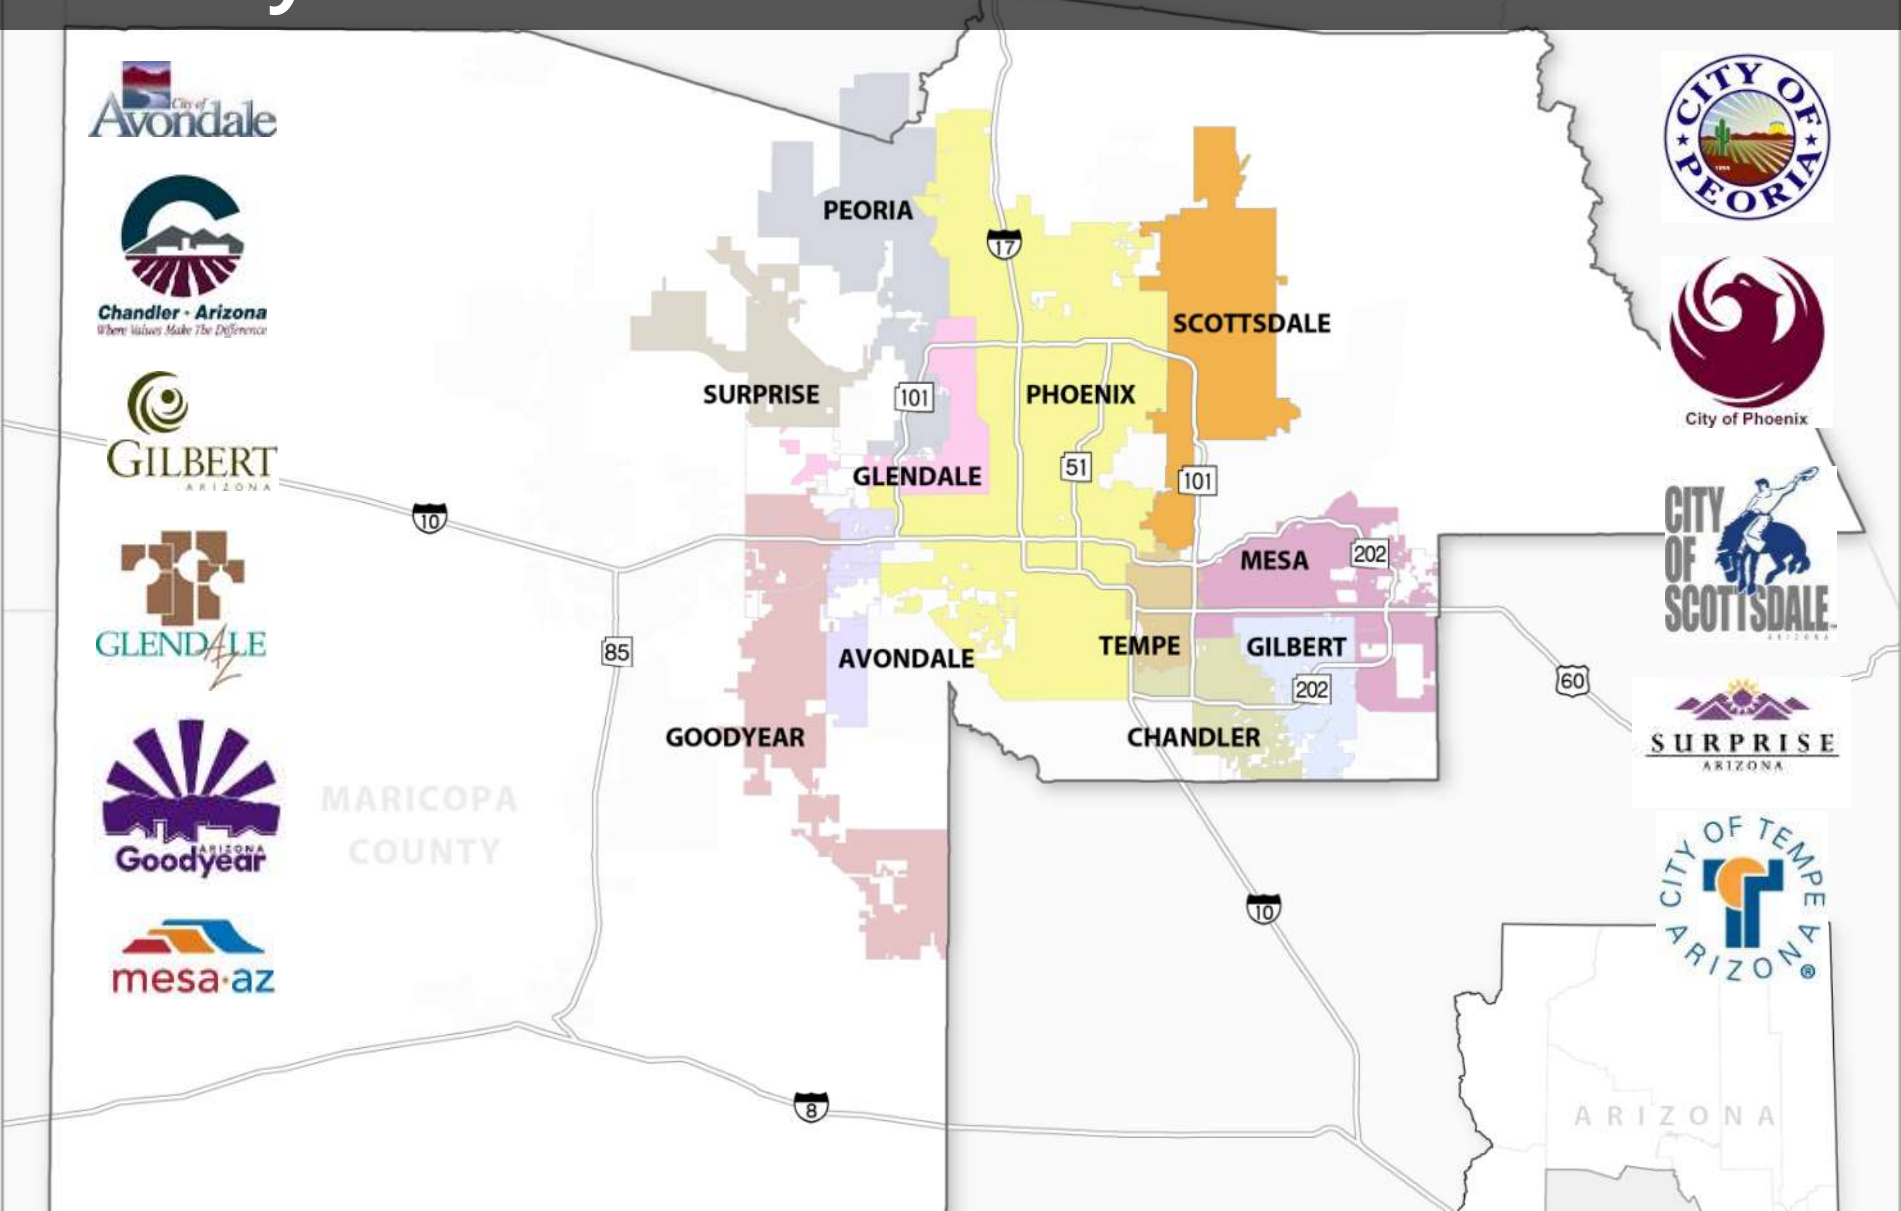 City of
Avondale
Chandler · Arizona
Where Values Make The Difference
GILBERT
ARIZONA
GLENDALE
AZ
ARIZONA
Goodyear
mesa·az
PEORIA
17
SCOTTSDALE
SURPRISE
101
PHOENIX
GLENDALE
51
101
10
MESA
202
85
AVONDALE
TEMPE
GILBERT
202
60
GOODYEAR
CHANDLER
MARICOPA
COUNTY
10
8
ARIZONA
CITY OF
PEORIA
1954
City of Phoenix
CITY
OF
SCOTTSDALE
ARIZONA
SURPRISE
ARIZONA
CITY OF TEMPE
ARIZONA®